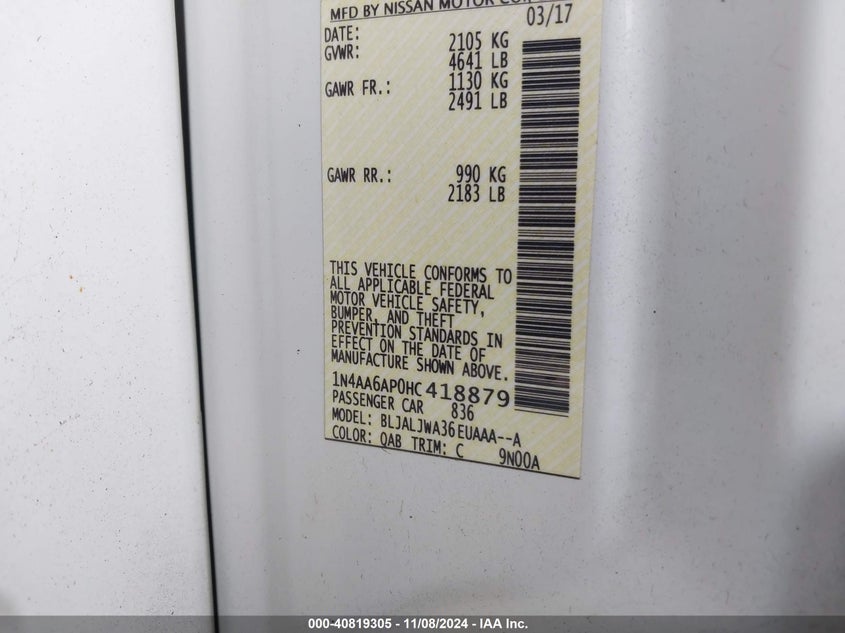 MFD BY NISSAN MOTOR CO
DATE: 03/17
GVWR: 2105 KG
4641 LB
GAWR FR.: 1130 KG
2491 LB
GAWR RR.: 990 KG
2183 LB
THIS VEHICLE CONFORMS TO
ALL APPLICABLE FEDERAL
MOTOR VEHICLE SAFETY,
BUMPER, AND THEFT
PREVENTION STANDARDS IN
EFFECT ON THE DATE OF
MANUFACTURE SHOWN ABOVE.
1N4AA6AP0HC418879
PASSENGER CAR 836
MODEL: BLJALJWA36EUAAA--A
COLOR: QAB TRIM: C 9N00A
000-40819305 - 11/08/2024 - IAA Inc.